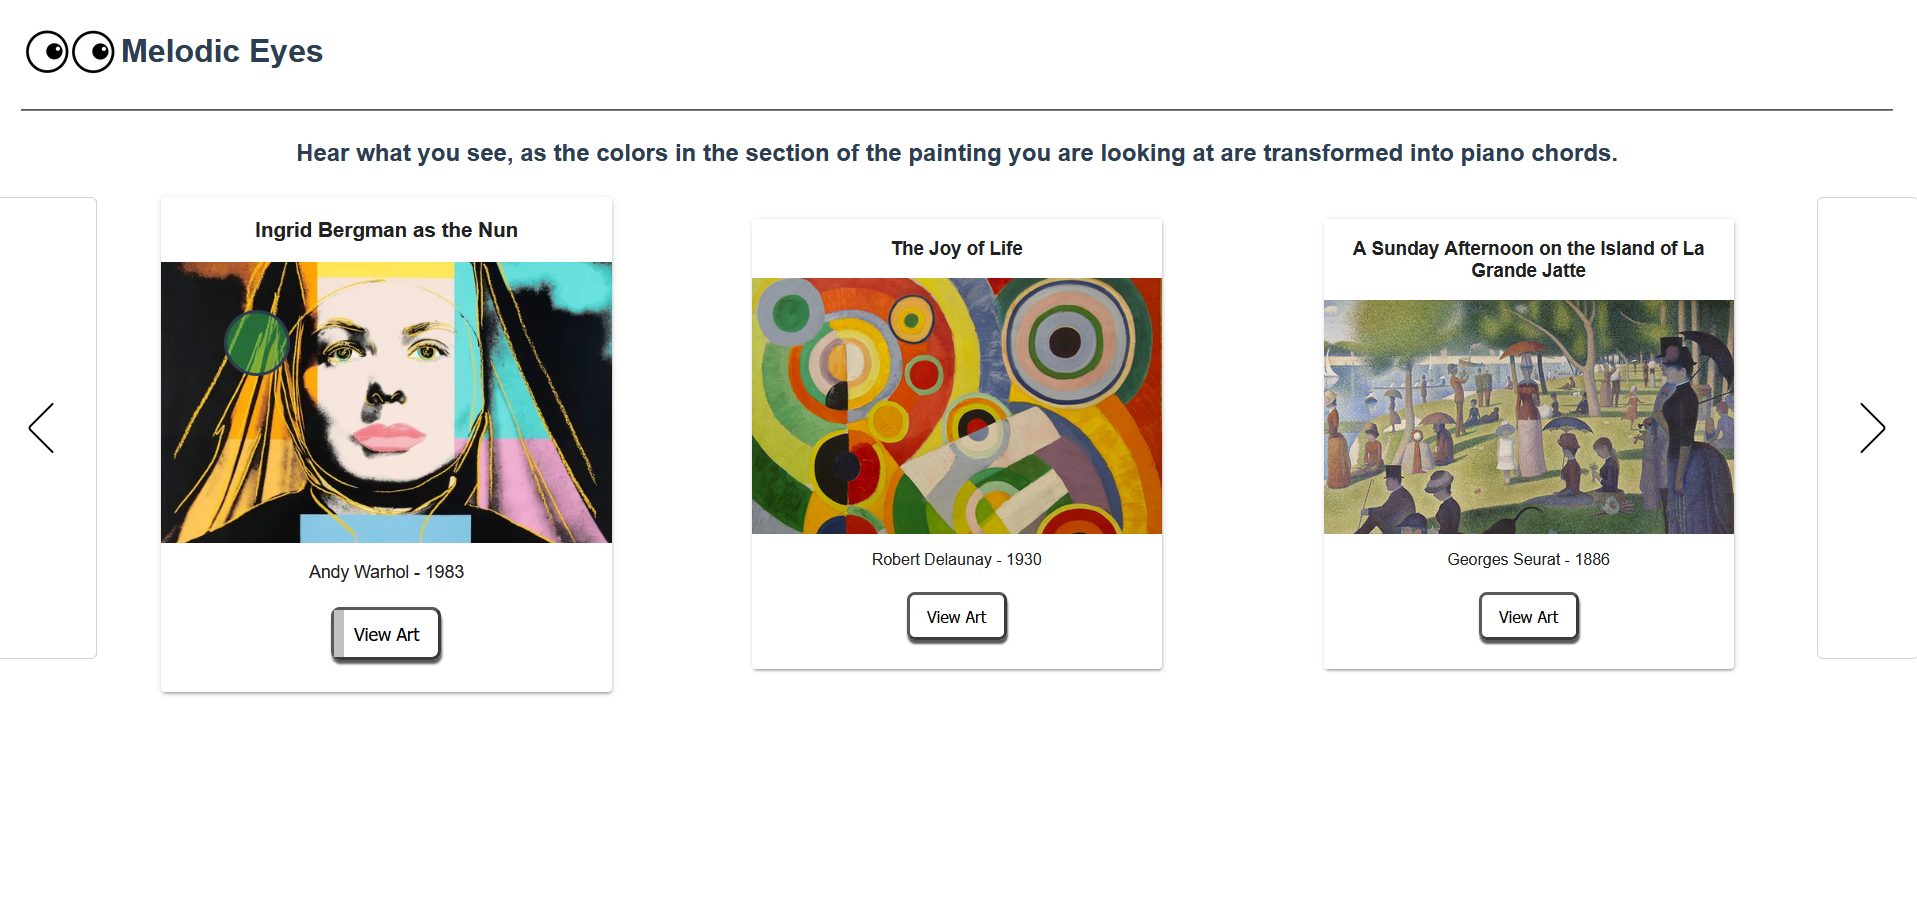 Melodic Eyes
Hear what you see, as the colors in the section of the painting you are looking at are transformed into piano chords.
Ingrid Bergman as the Nun
Andy Warhol - 1983
View Art
The Joy of Life
Robert Delaunay - 1930
View Art
A Sunday Afternoon on the Island of La
Grande Jatte
Georges Seurat - 1886
View Art